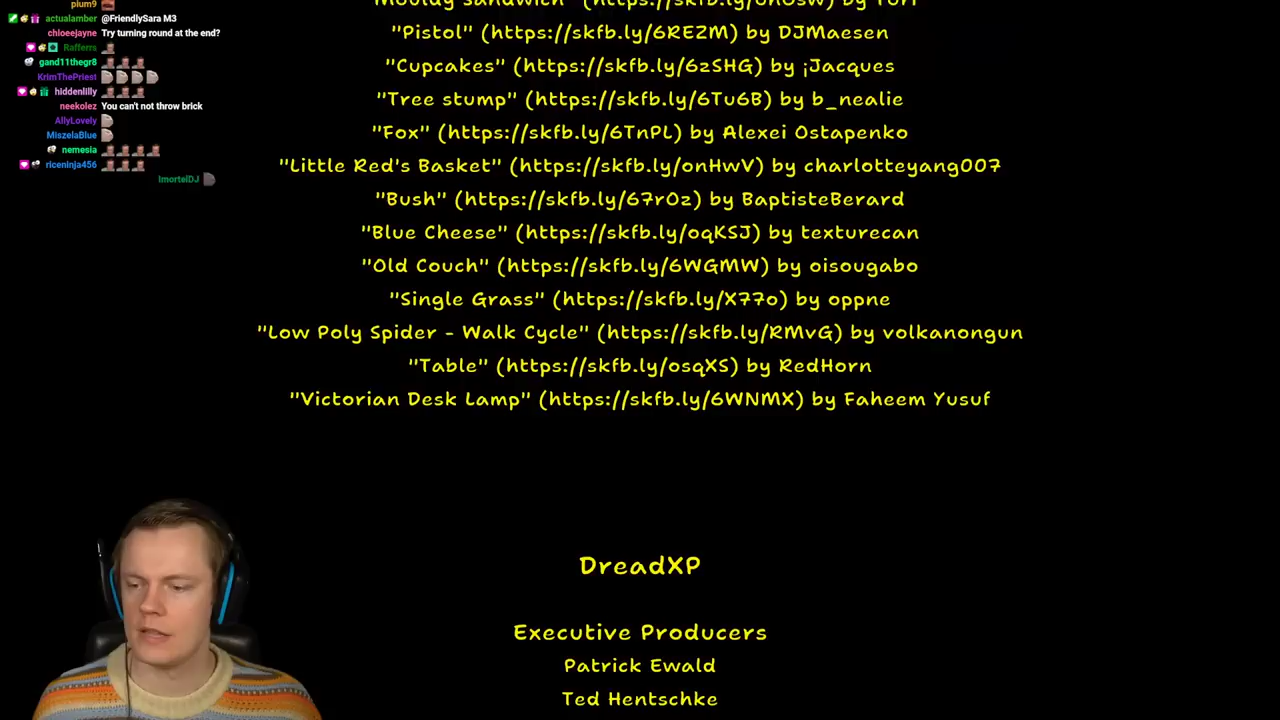 plum9
actualamber @FriendlySara M3
chloeejayne Try turning round at the end?
Rafferrs
gand11thegr8
KrimThePriest
hiddenlilly
neekolez You can't not throw brick
AllyLovely
MiszelaBlue
nemesia
riceninja456
ImortelDJ
"Pistol" (https://skfb.ly/6REZM) by DJMaesen
"Cupcakes" (https://skfb.ly/6zSHG) by ¡Jacques
"Tree stump" (https://skfb.ly/6Tu6B) by b_nealie
"Fox" (https://skfb.ly/6TnPL) by Alexei Ostapenko
"Little Red's Basket" (https://skfb.ly/onHwV) by charlotteyang007
"Bush" (https://skfb.ly/67rOz) by BaptisteBerard
"Blue Cheese" (https://skfb.ly/oqKSJ) by texturecan
"Old Couch" (https://skfb.ly/6WGMW) by oisougabo
"Single Grass" (https://skfb.ly/X77o) by oppne
"Low Poly Spider - Walk Cycle" (https://skfb.ly/RMvG) by volkanongun
"Table" (https://skfb.ly/osqXS) by RedHorn
"Victorian Desk Lamp" (https://skfb.ly/6WNMX) by Faheem Yusuf
DreadXP
Executive Producers
Patrick Ewald
Ted Hentschke